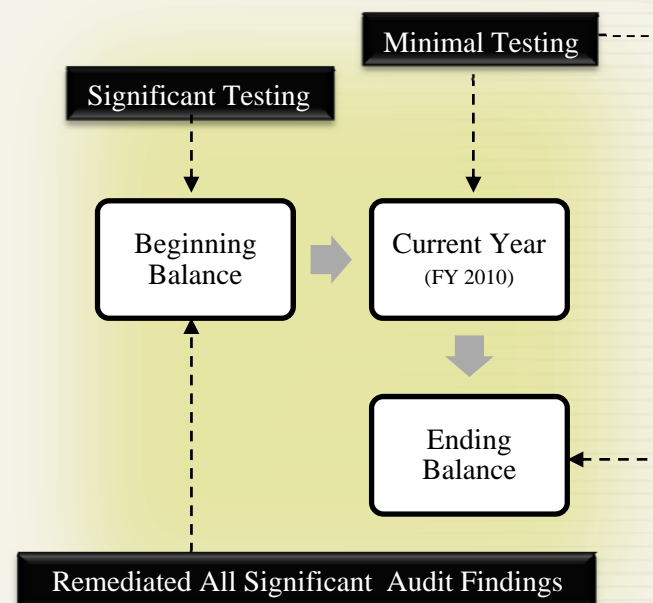 Minimal Testing
Significant Testing
Beginning
Balance
Current Year
(FY 2010)
Ending
Balance
Remediated All Significant Audit Findings